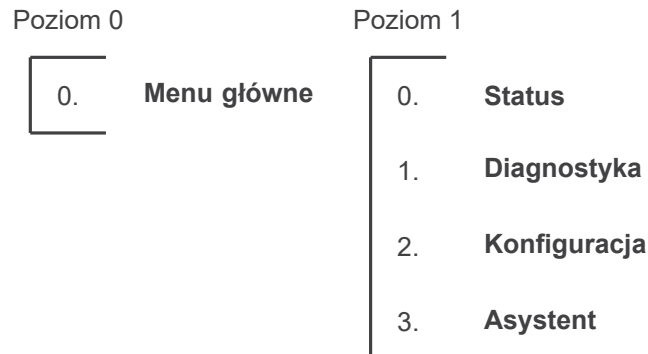 Poziom 0 Poziom 1
0. Menu główne 0. Status
1. Diagnostyka
2. Konfiguracja
3. Asystent